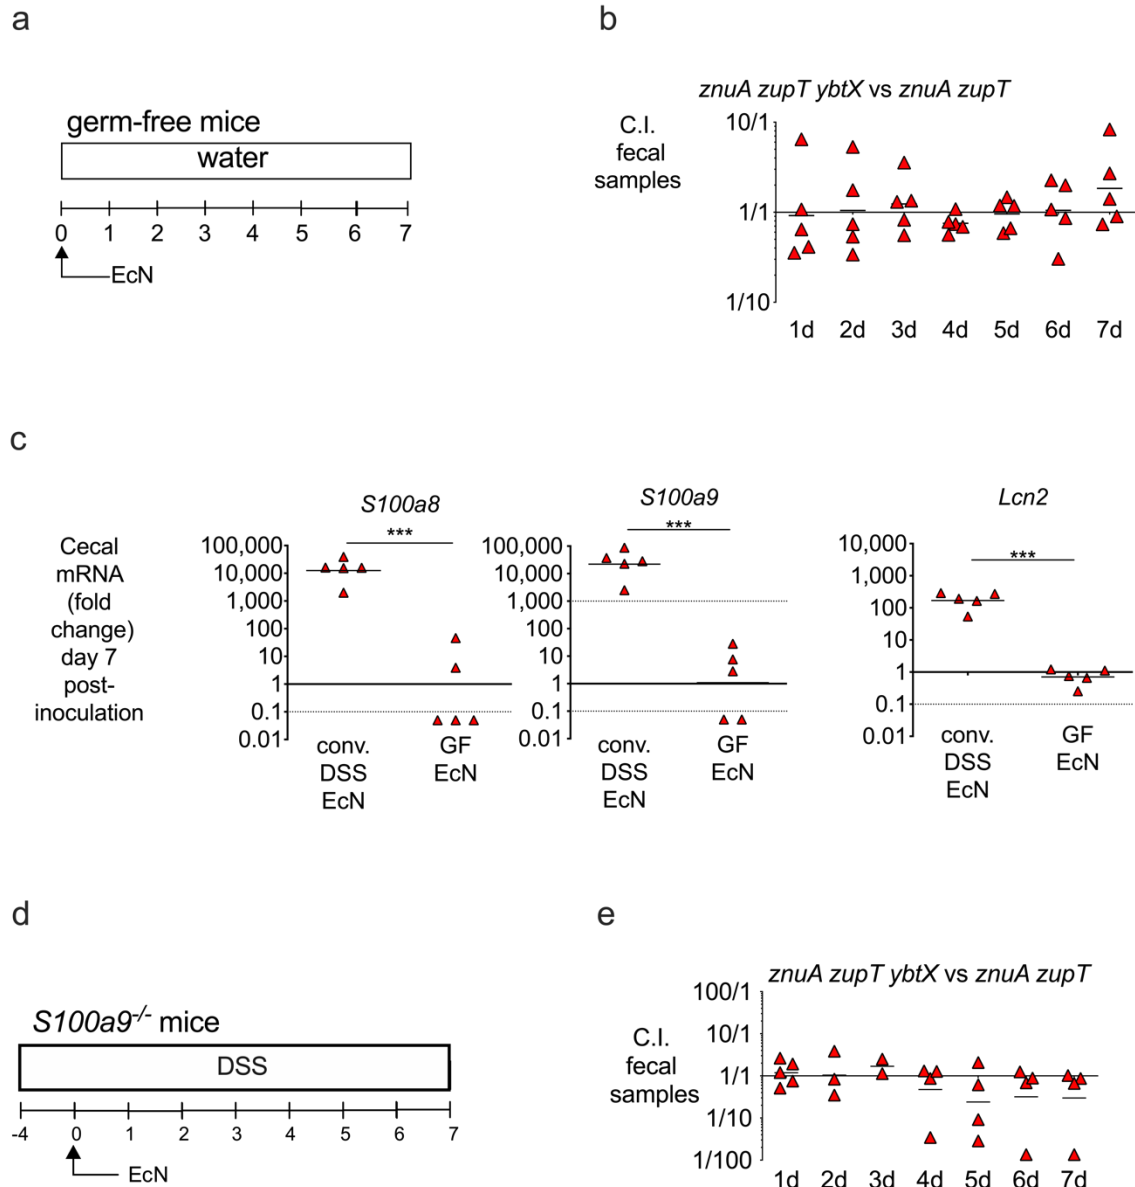 a
germ-free mice
water
0 1 2 3 4 5 6 7
EcN
b
znuA zupT ybtX vs znuA zupT
C.I.
fecal
samples
10/1
1/1
1/10
1d 2d 3d 4d 5d 6d 7d
c
Cecal
mRNA
(fold
change)
day 7
post-
inoculation
S100a8
***
100,000
10,000
1,000
100
10
1
0.1
0.01
conv.
DSS
EcN
GF
EcN
S100a9
***
100,000
10,000
1,000
100
10
1
0.1
0.01
conv.
DSS
EcN
GF
EcN
Lcn2
***
10,000
1,000
100
10
1
0.1
0.01
conv.
DSS
EcN
GF
EcN
d
S100a9-/- mice
DSS
-4 0 1 2 3 4 5 6 7
EcN
e
znuA zupT ybtX vs znuA zupT
C.I.
fecal
samples
100/1
10/1
1/1
1/10
1/100
1d 2d 3d 4d 5d 6d 7d